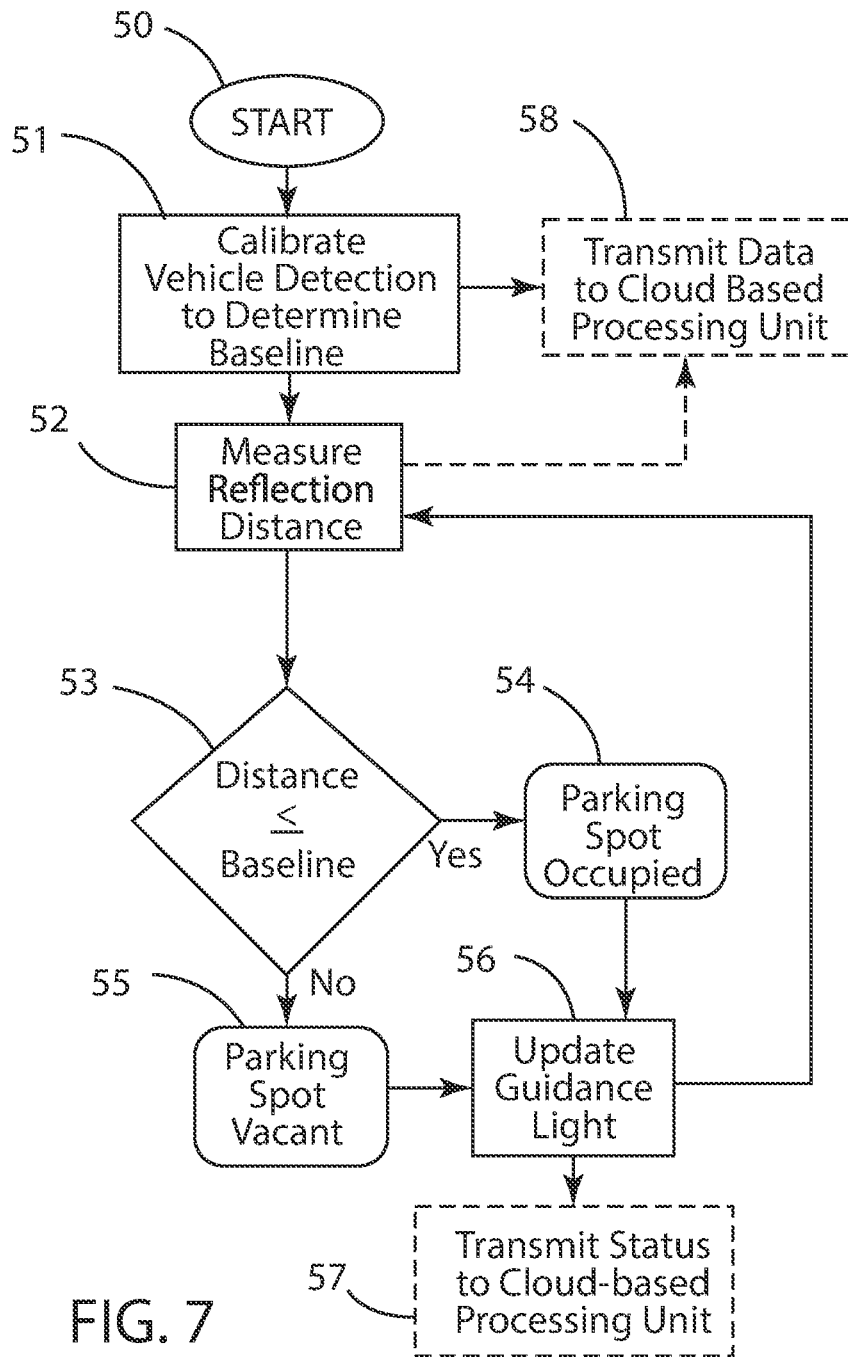 50
START
51
58
Calibrate
Vehicle Detection
to Determine
Baseline
Transmit Data
to Cloud Based
Processing Unit
52
Measure
Reflection
Distance
53
54
Distance
≤
Baseline
Yes
Parking
Spot
Occupied
No
55
56
Parking
Spot
Vacant
Update
Guidance
Light
57
Transmit Status
to Cloud-based
Processing Unit
FIG. 7